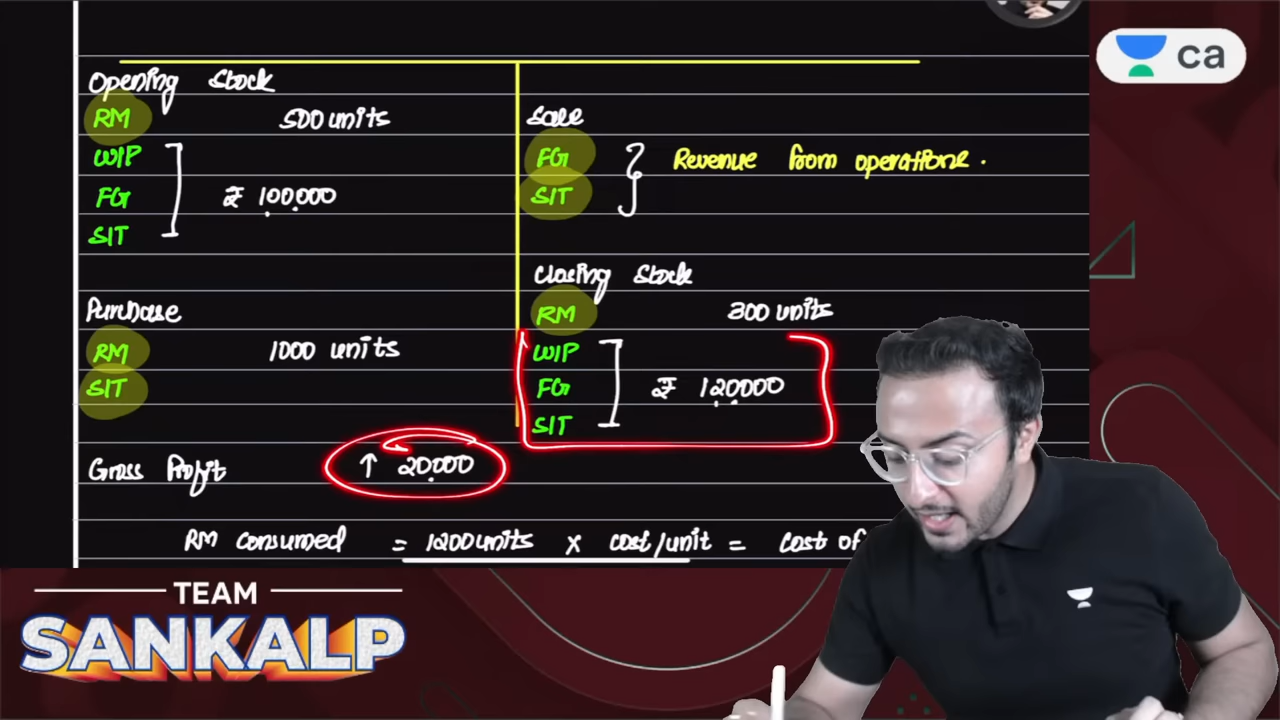 Opening Stock
RM 500 units
WIP
FG ₹ 100,000
SIT
Purchase
RM 1000 units
SIT
Gross Profit ↑ 20,000
Sale
FG Revenue from operations.
SIT
Closing Stock
RM 300 units
WIP
FG ₹ 120000
SIT
RM consumed = 1200 units x cost/unit = cost of
ca
TEAM
SANKALP